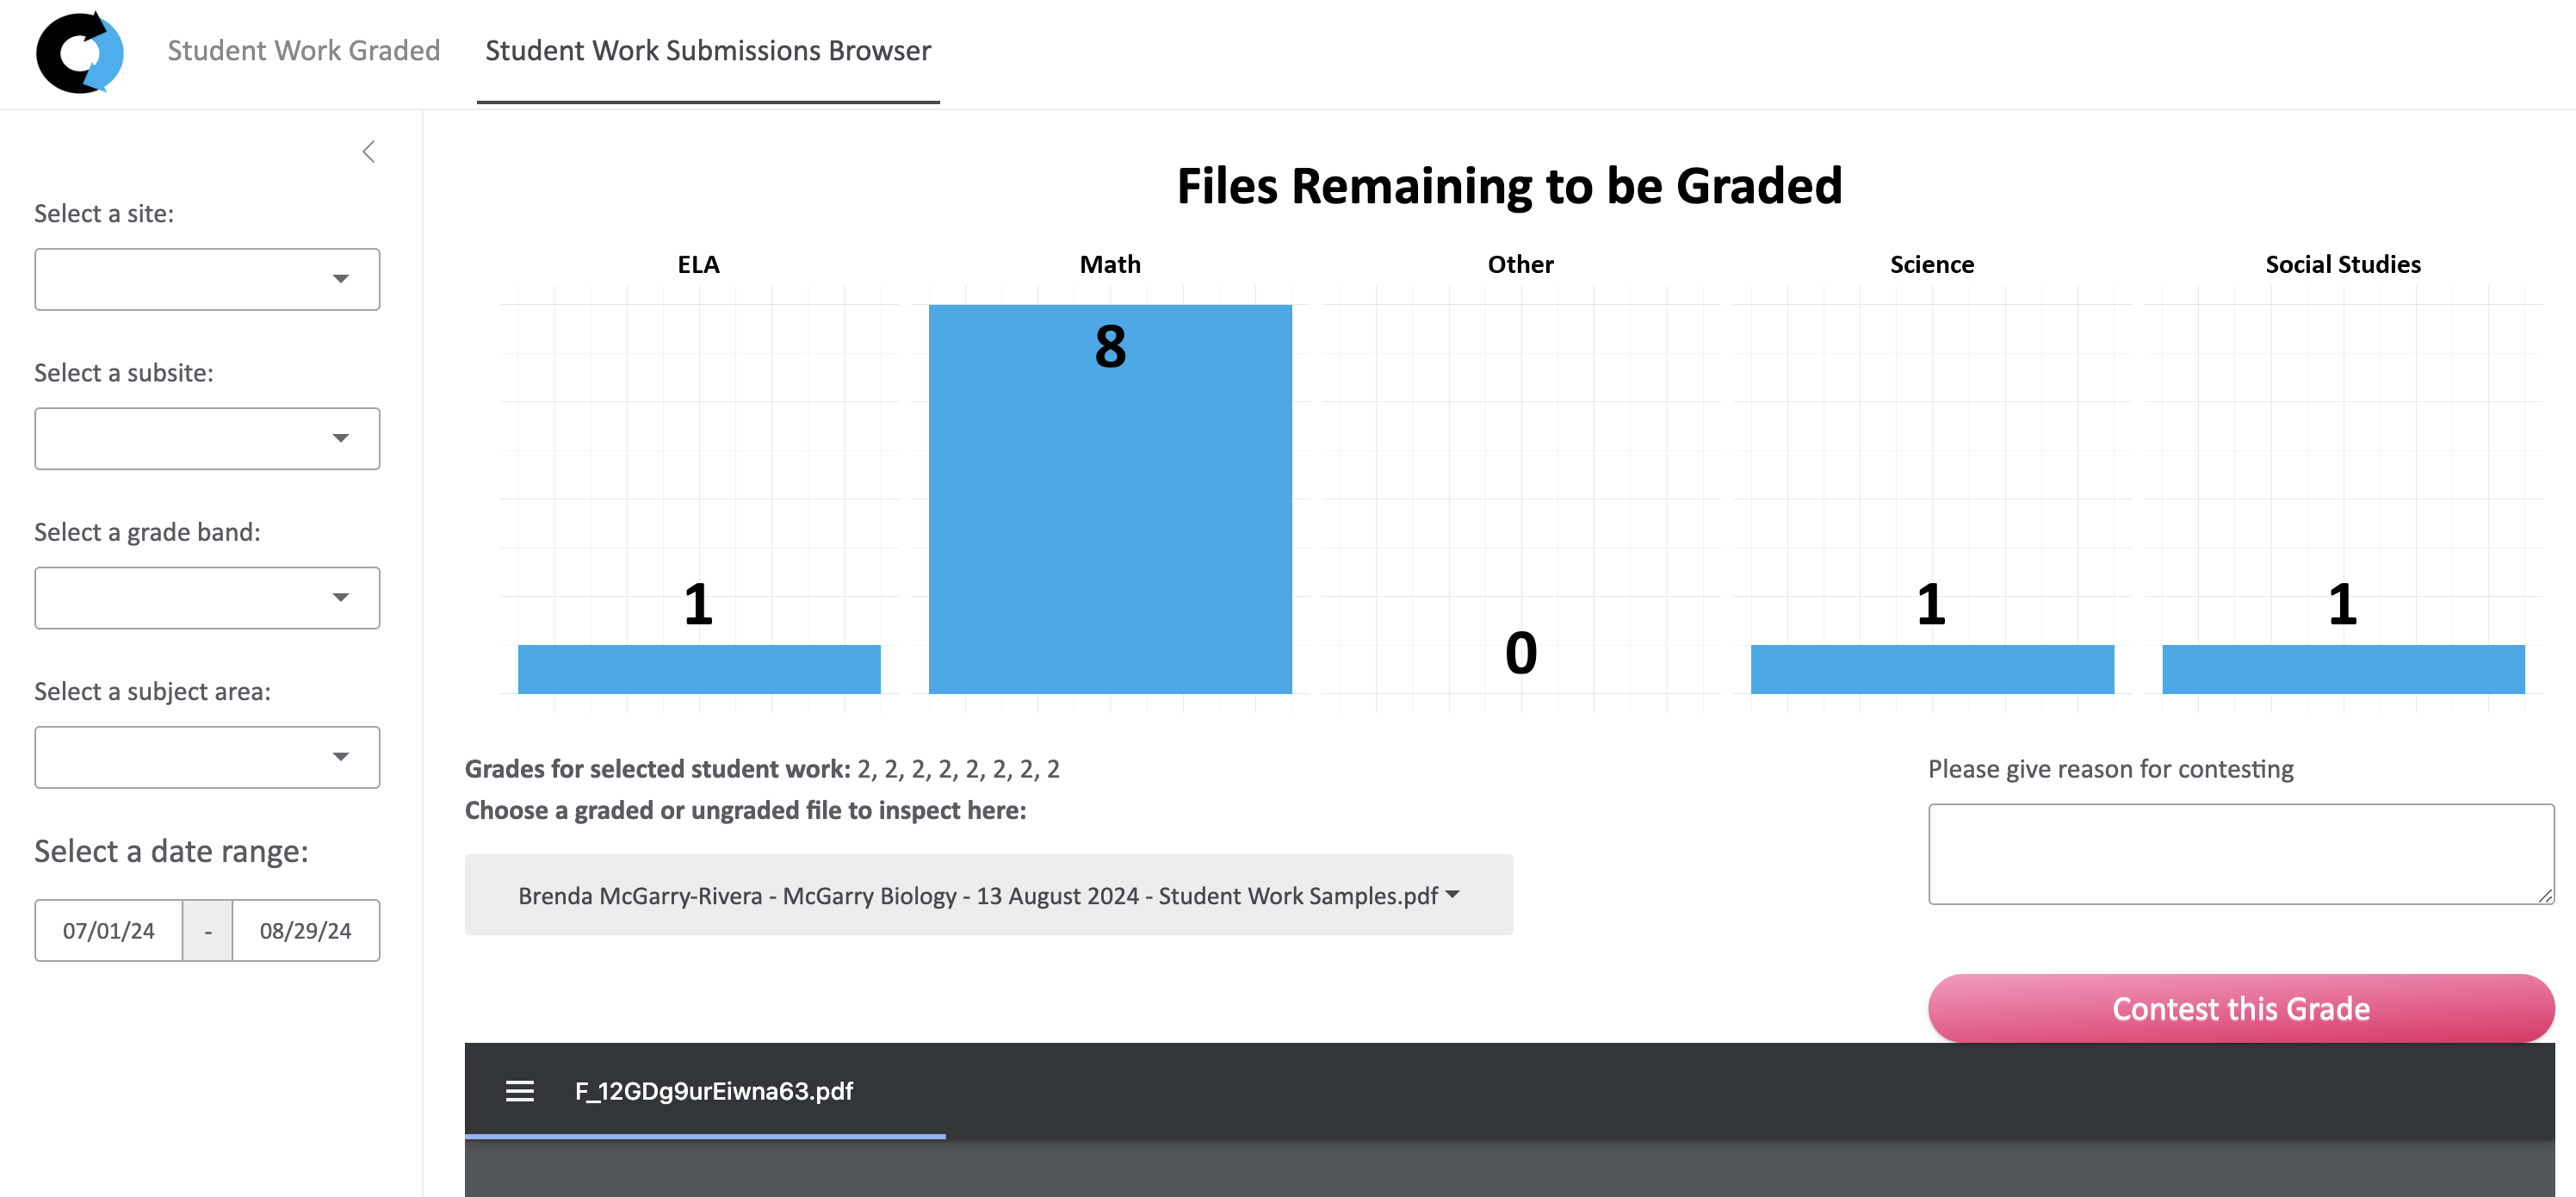 Student Work Graded
Student Work Submissions Browser
Select a site:
Select a subsite:
Select a grade band:
Select a subject area:
Select a date range:
07/01/24 - 08/29/24
Files Remaining to be Graded
ELA
Math
Other
Science
Social Studies
1
8
0
1
1
Grades for selected student work: 2, 2, 2, 2, 2, 2, 2, 2
Choose a graded or ungraded file to inspect here:
Brenda McGarry-Rivera - McGarry Biology - 13 August 2024 - Student Work Samples.pdf
Please give reason for contesting
Contest this Grade
F_12GDg9urEiwna63.pdf